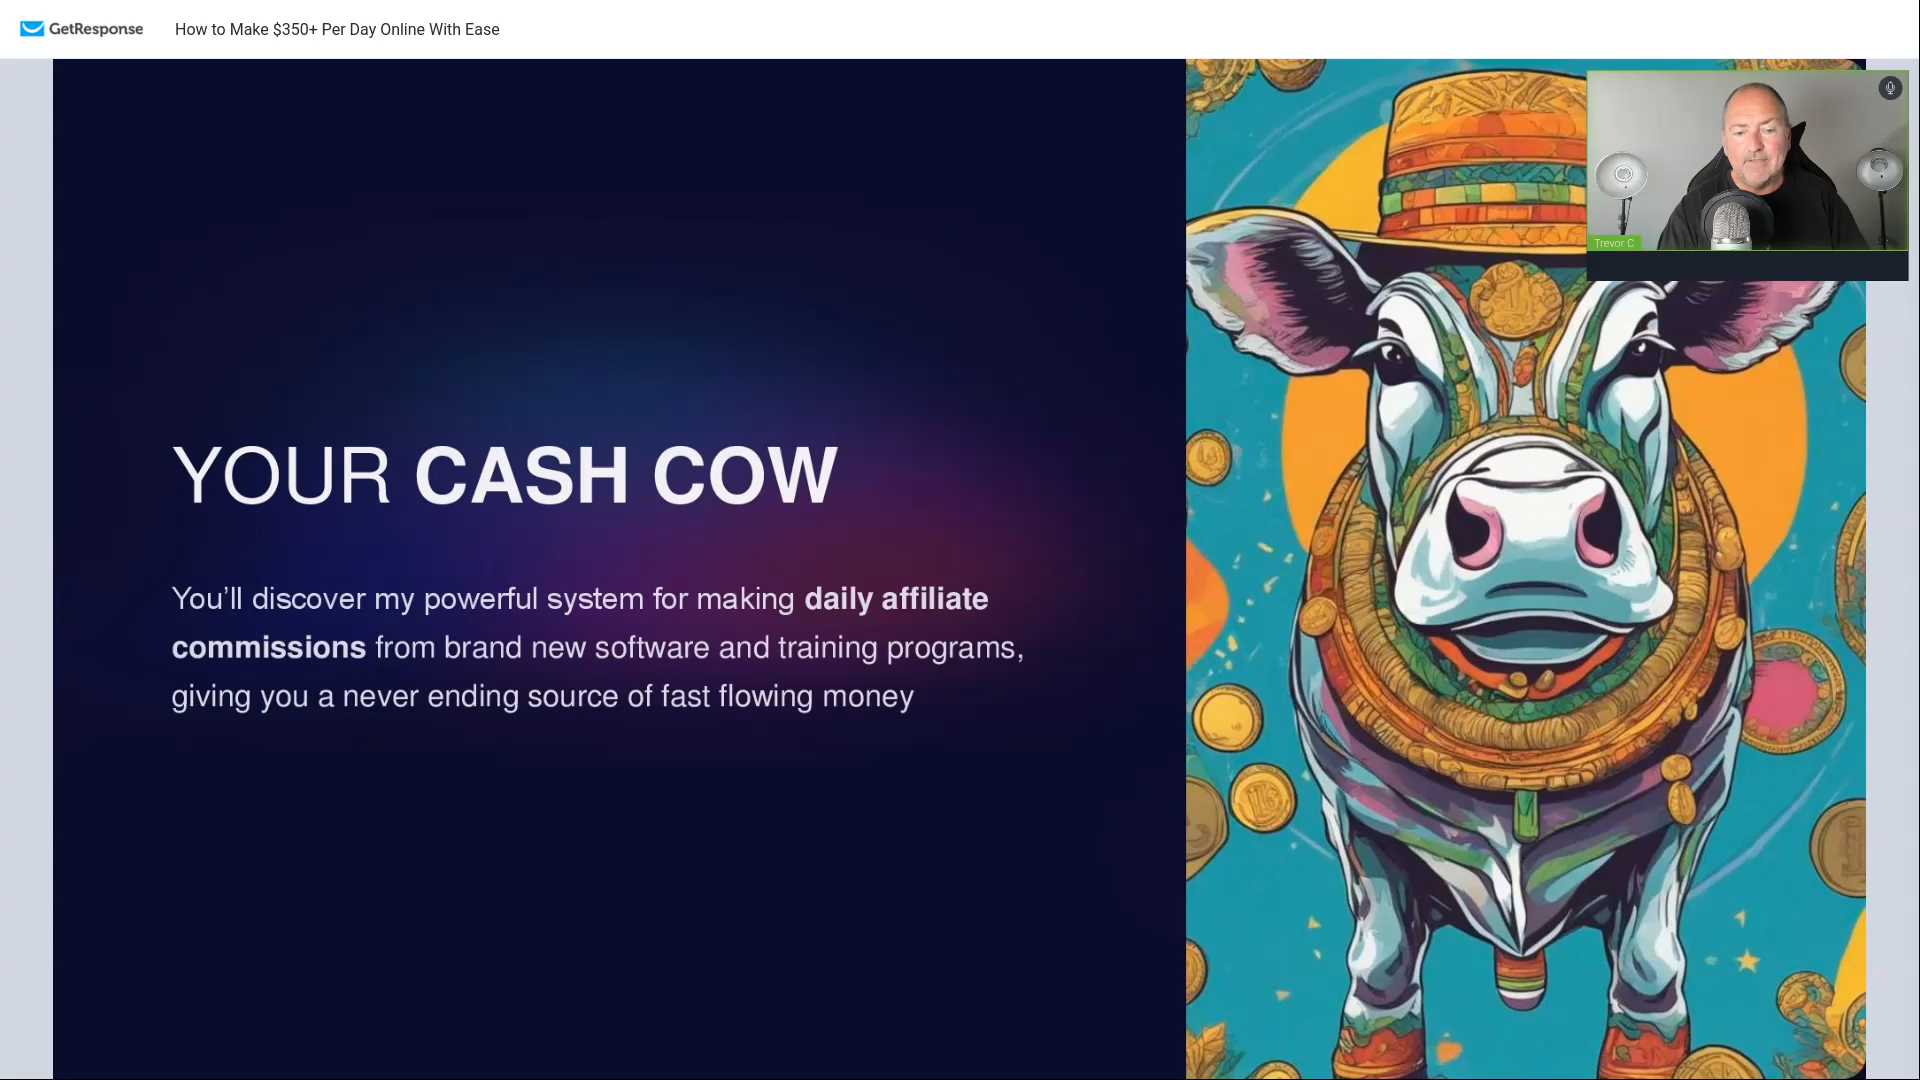 GetResponse
How to Make $350+ Per Day Online With Ease
Trevor C
YOUR CASH COW
You’ll discover my powerful system for making daily affiliate
commissions from brand new software and training programs,
giving you a never ending source of fast flowing money